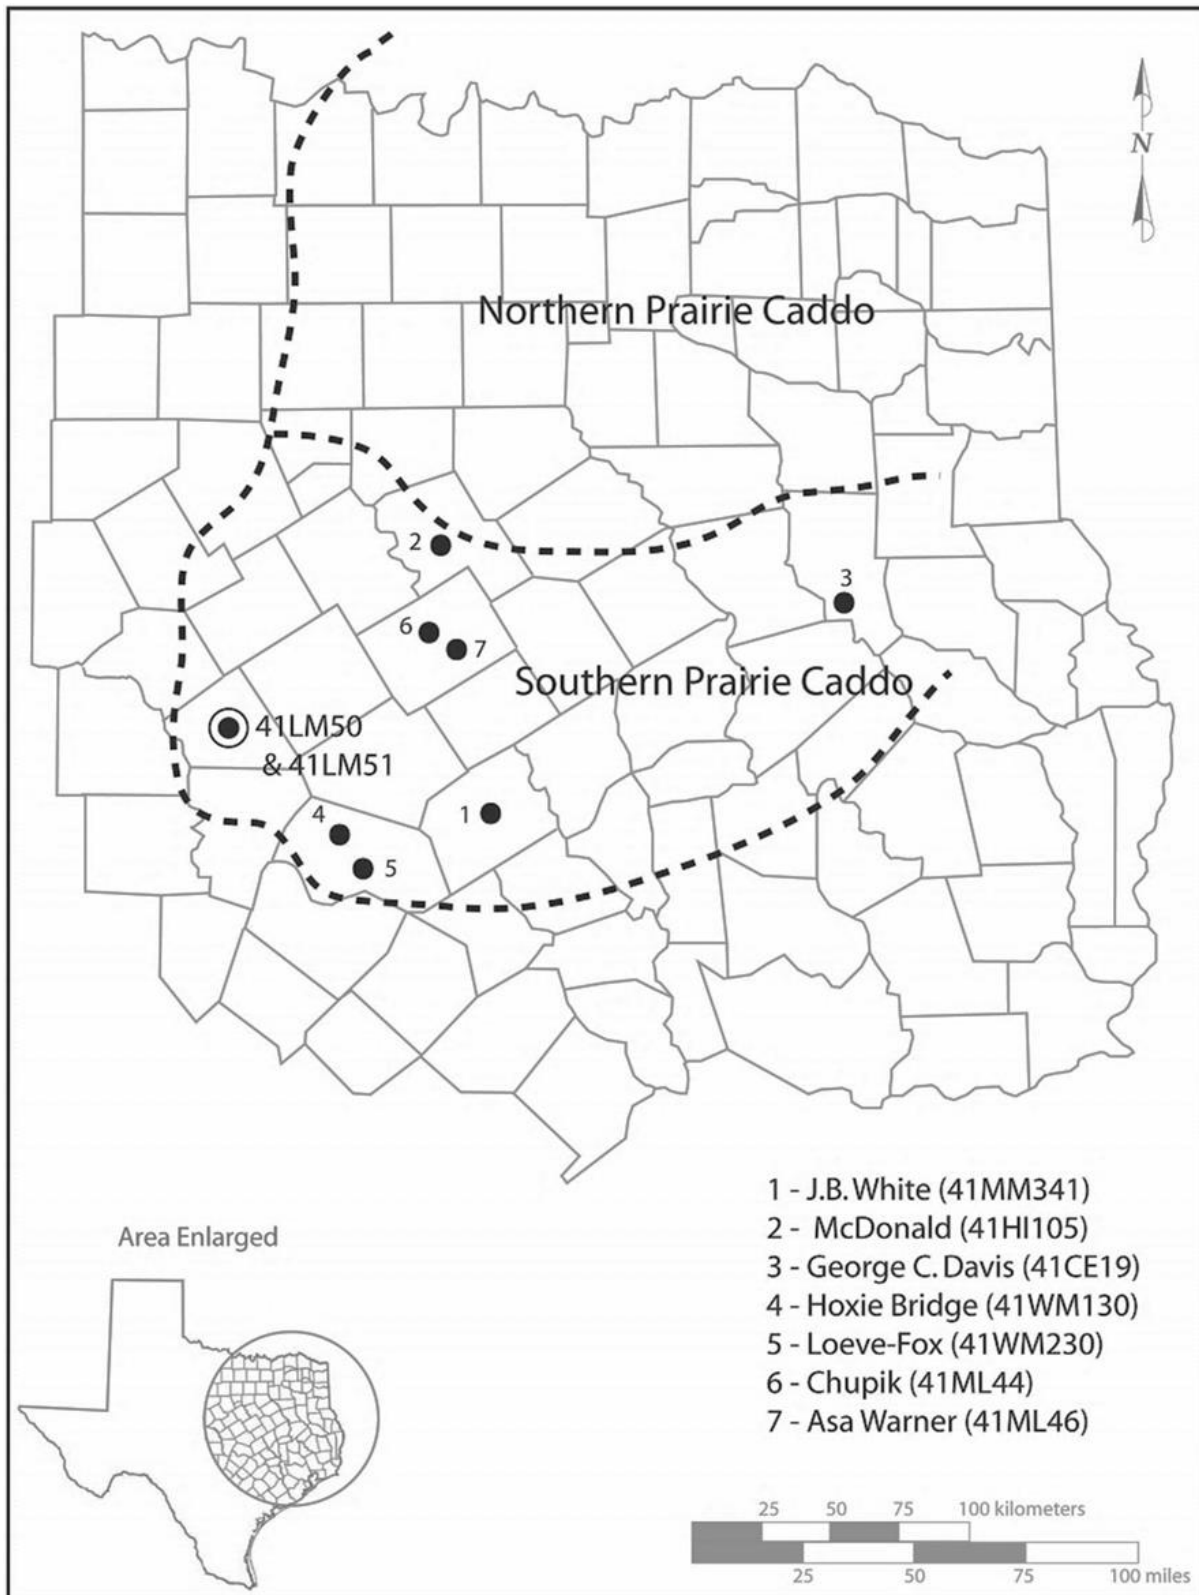 N
Northern Prairie Caddo
2
3
6
7
Southern Prairie Caddo
41LM50
& 41LM51
4
1
5
1 - J.B. White (41MM341)
2 - McDonald (41HI105)
3 - George C. Davis (41CE19)
4 - Hoxie Bridge (41WM130)
5 - Loeve-Fox (41WM230)
6 - Chupik (41ML44)
7 - Asa Warner (41ML46)
Area Enlarged
25 50 75 100 kilometers
25 50 75 100 miles